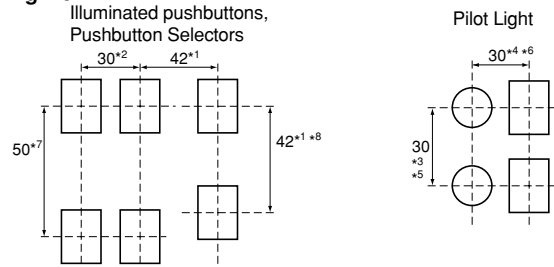 Illuminated pushbuttons,
Pushbutton Selectors
30*2 42*1
50*7
42*1 *8
Pilot Light
30*4 *6
30
*3
*5